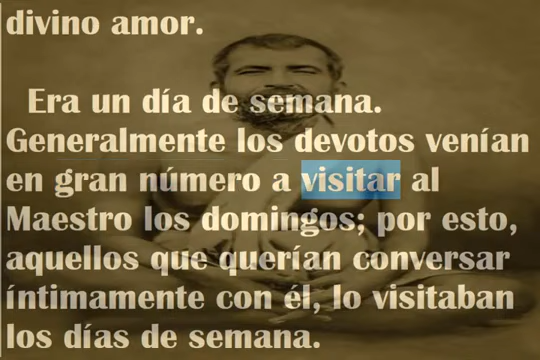 divino amor.
Era un día de semana.
Generalmente los devotos venían
en gran número a visitar al
Maestro los domingos; por esto,
aquellos que querían conversar
íntimamente con él, lo visitaban
los días de semana.